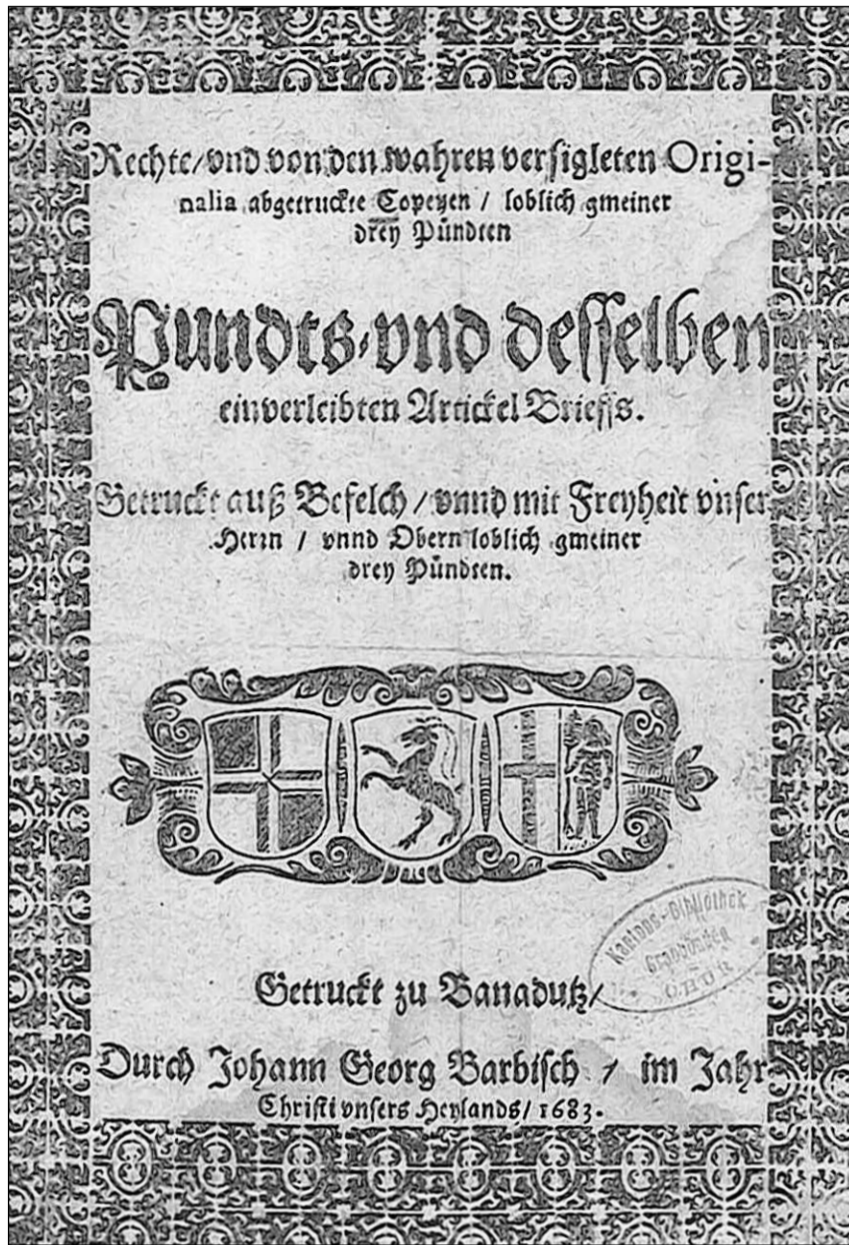 Rechte/vnd von den wahren versigleten Origi-
nalia abgetruckte Copeyen / loblich gmeiner
drey Pündten
Pundts-vnd desselben
einverleibten Artickel Brieffs.
Getruckt auß Befelch / vnnd mit Freyheit vnser
Herrn / vnnd Obern loblich gmeiner
drey Pündten.
Kantons-Bibliothek
Graubünden
CHUR
Getruckt zu Banadutz/
Durch Johann Georg Barbisch / im Jahr
Christi vnsers Heylands/ 1683.